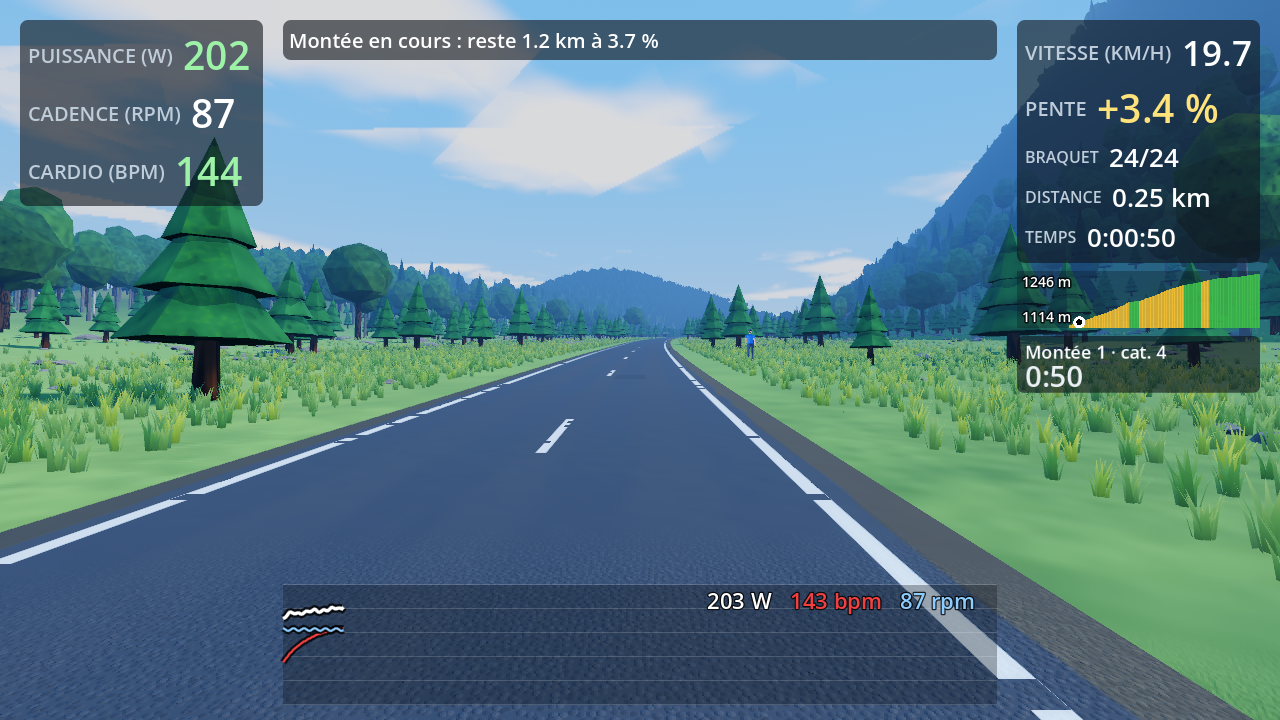 PUISSANCE (W) 202
CADENCE (RPM) 87
CARDIO (BPM) 144
Montée en cours : reste 1.2 km à 3.7 %
VITESSE (KM/H) 19.7
PENTE +3.4 %
BRAQUET 24/24
DISTANCE 0.25 km
TEMPS 0:00:50
1246 m
1114 m
Montée 1 · cat. 4
0:50
203 W 143 bpm 87 rpm